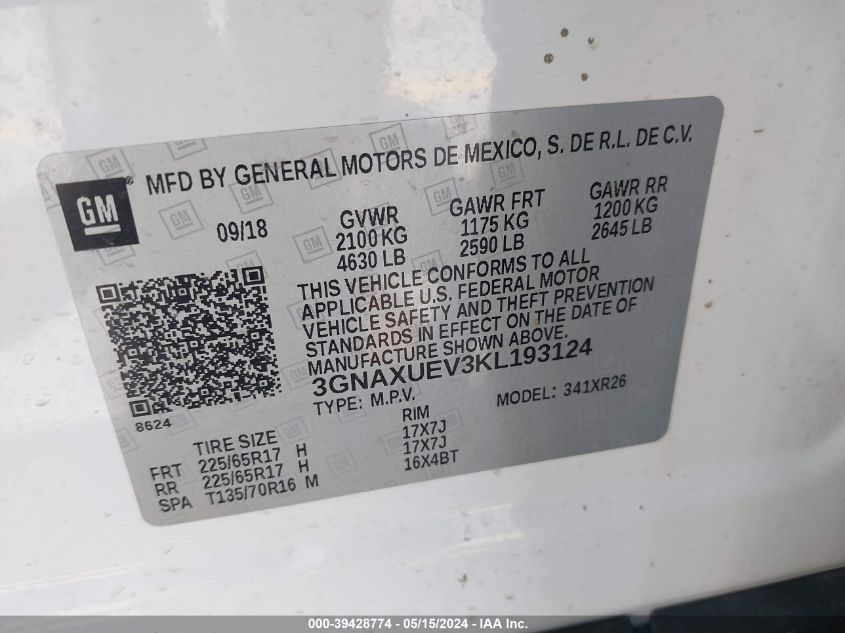 MFD BY GENERAL MOTORS DE MEXICO, S. DE R.L. DE C.V.
GM®
09/18
GVWR
2100 KG
4630 LB
GAWR FRT
1175 KG
2590 LB
GAWR RR
1200 KG
2645 LB
THIS VEHICLE CONFORMS TO ALL
APPLICABLE U.S. FEDERAL MOTOR
VEHICLE SAFETY AND THEFT PREVENTION
STANDARDS IN EFFECT ON THE DATE OF
MANUFACTURE SHOWN ABOVE.
3GNAXUEV3KL193124
TYPE: M.P.V.
MODEL: 341XR26
8624
TIRE SIZE
RIM
FRT 225/65R17 H 17X7J
RR 225/65R17 H 17X7J
SPA T135/70R16 M 16X4BT
000-39428774 - 05/15/2024 - IAA Inc.